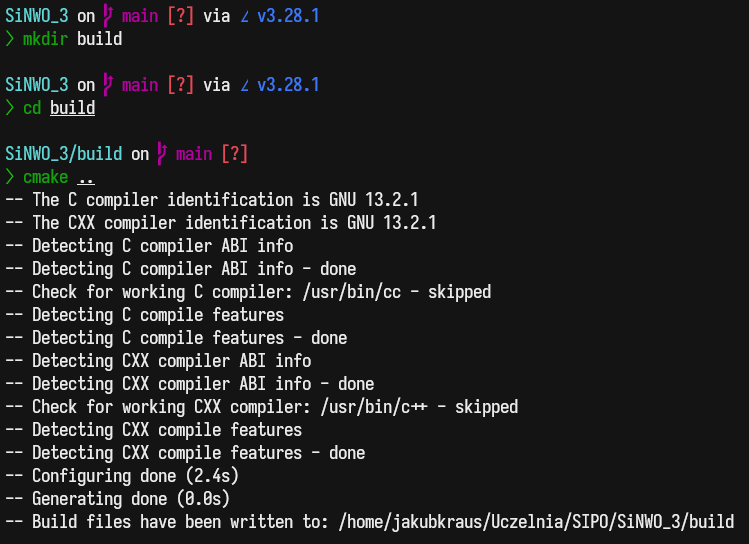 SiNWO_3 on main [?] via v3.28.1
> mkdir build
SiNWO_3 on main [?] via v3.28.1
> cd build
SiNWO_3/build on main [?]
> cmake ..
-- The C compiler identification is GNU 13.2.1
-- The CXX compiler identification is GNU 13.2.1
-- Detecting C compiler ABI info
-- Detecting C compiler ABI info - done
-- Check for working C compiler: /usr/bin/cc - skipped
-- Detecting C compile features
-- Detecting C compile features - done
-- Detecting CXX compiler ABI info
-- Detecting CXX compiler ABI info - done
-- Check for working CXX compiler: /usr/bin/c++ - skipped
-- Detecting CXX compile features
-- Detecting CXX compile features - done
-- Configuring done (2.4s)
-- Generating done (0.0s)
-- Build files have been written to: /home/jakubkraus/Uczelnia/SIPO/SiNWO_3/build